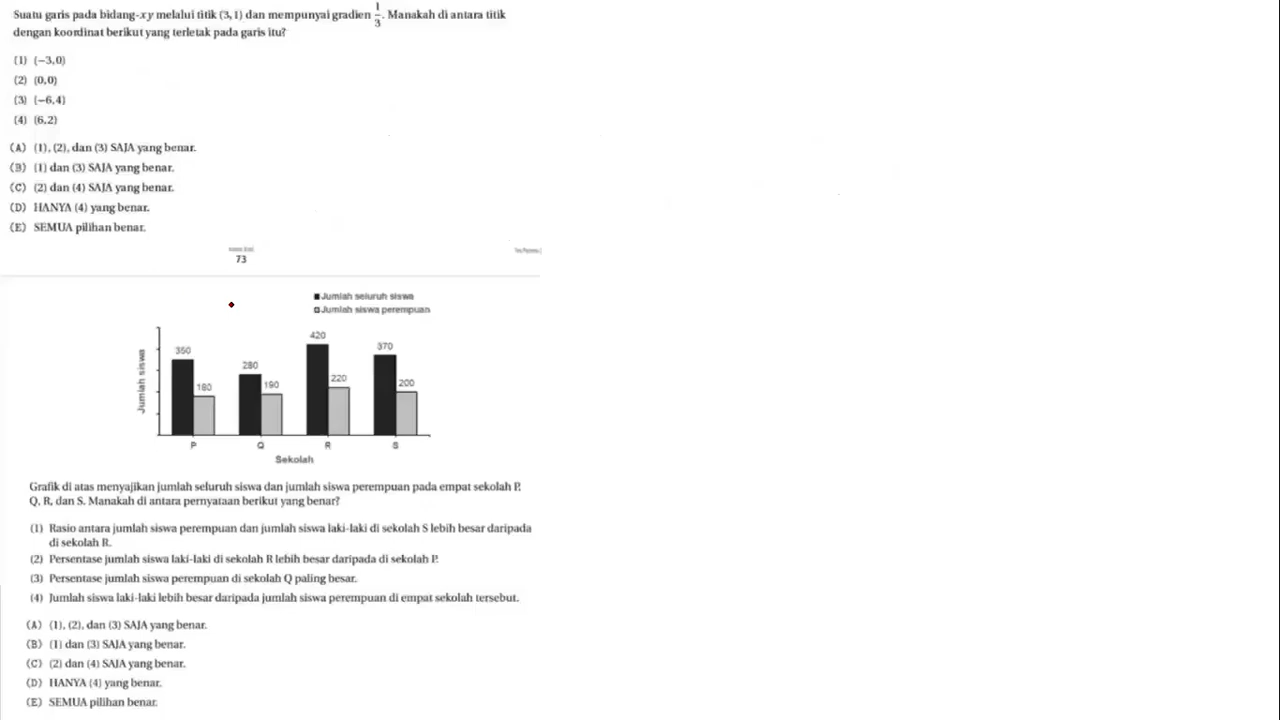 Suatu garis pada bidang-xy melalui titik (3, 1) dan mempunyai gradien 1/3. Manakah di antara titik
dengan koordinat berikut yang terletak pada garis itu?
(1) (−3,0)
(2) (0,0)
(3) (−6,4)
(4) (6,2)
(A) (1), (2), dan (3) SAJA yang benar.
(B) (1) dan (3) SAJA yang benar.
(C) (2) dan (4) SAJA yang benar.
(D) HANYA (4) yang benar.
(E) SEMUA pilihan benar.
73
Jumlah seluruh siswa
Jumlah siswa perempuan
Jumlah siswa
350
180
280
190
420
220
370
200
P
Q
R
S
Sekolah
Grafik di atas menyajikan jumlah seluruh siswa dan jumlah siswa perempuan pada empat sekolah P,
Q, R, dan S. Manakah di antara pernyataan berikut yang benar?
(1) Rasio antara jumlah siswa perempuan dan jumlah siswa laki-laki di sekolah S lebih besar daripada
di sekolah R.
(2) Persentase jumlah siswa laki-laki di sekolah R lebih besar daripada di sekolah P.
(3) Persentase jumlah siswa perempuan di sekolah Q paling besar.
(4) Jumlah siswa laki-laki lebih besar daripada jumlah siswa perempuan di empat sekolah tersebut.
(A) (1), (2), dan (3) SAJA yang benar.
(B) (1) dan (3) SAJA yang benar.
(C) (2) dan (4) SAJA yang benar.
(D) HANYA (4) yang benar.
(E) SEMUA pilihan benar.